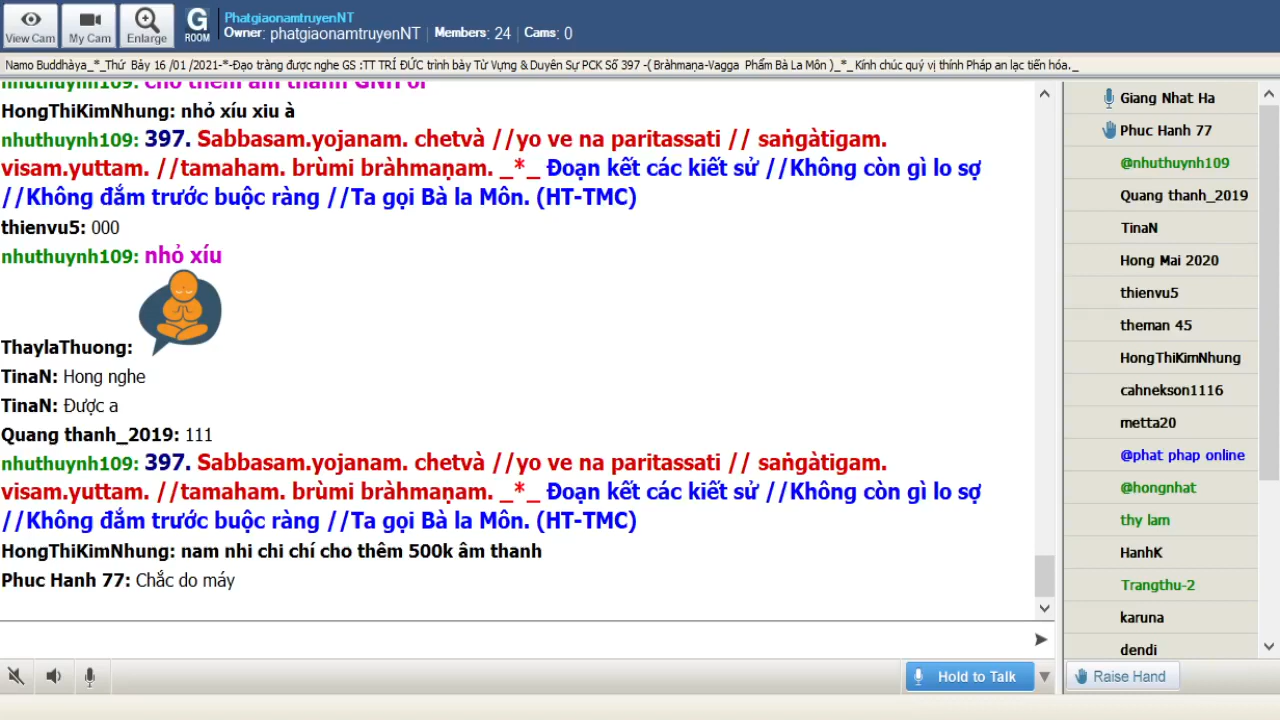 View Cam
My Cam
Enlarge
G
ROOM
PhatgiaonamtruyenNT
Owner: phatgiaonamtruyenNT | Members: 24 | Cams: 0
Namo Buddhàya_*_Thứ Bảy 16 /01 /2021-*-Đạo tràng được nghe GS :TT TRÍ ĐỨC trình bày Từ Vựng & Duyên Sự PCK Số 397 -( Bràhmaṇa-Vagga Phẩm Bà La Môn )_*_ Kính chúc quý vị thính Pháp an lạc tiến hóa._
nhuthuynh109: cho thêm âm thanh GNH ơi
HongThiKimNhung: nhỏ xíu xiu à
nhuthuynh109: 397. Sabbasam.yojanam. chetvà //yo ve na paritassati // saṅgàtigam.
visam.yuttam. //tamaham. brùmi bràhmaṇam. _*_ Đoạn kết các kiết sử //Không còn gì lo sợ
//Không đắm trước buộc ràng //Ta gọi Bà la Môn. (HT-TMC)
thienvu5: 000
nhuthuynh109: nhỏ xíu
ThaylaThuong:
TinaN: Hong nghe
TinaN: Được a
Quang thanh_2019: 111
nhuthuynh109: 397. Sabbasam.yojanam. chetvà //yo ve na paritassati // saṅgàtigam.
visam.yuttam. //tamaham. brùmi bràhmaṇam. _*_ Đoạn kết các kiết sử //Không còn gì lo sợ
//Không đắm trước buộc ràng //Ta gọi Bà la Môn. (HT-TMC)
HongThiKimNhung: nam nhi chi chí cho thêm 500k âm thanh
Phuc Hanh 77: Chắc do máy
Hold to Talk
Giang Nhat Ha
Phuc Hanh 77
@nhuthuynh109
Quang thanh_2019
TinaN
Hong Mai 2020
thienvu5
theman 45
HongThiKimNhung
cahnekson1116
metta20
@phat phap online
@hongnhat
thy lam
HanhK
Trangthu-2
karuna
dendi
Raise Hand